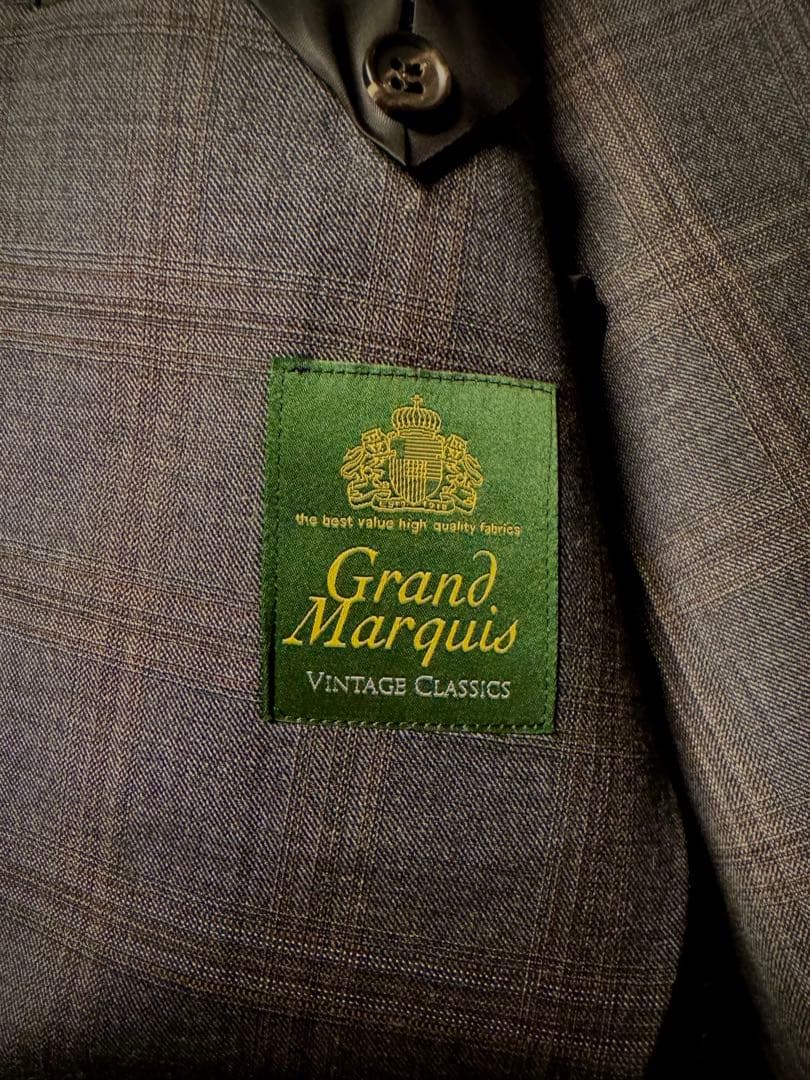 the best value high quality fabrics
Grand
Marquis
VINTAGE CLASSICS